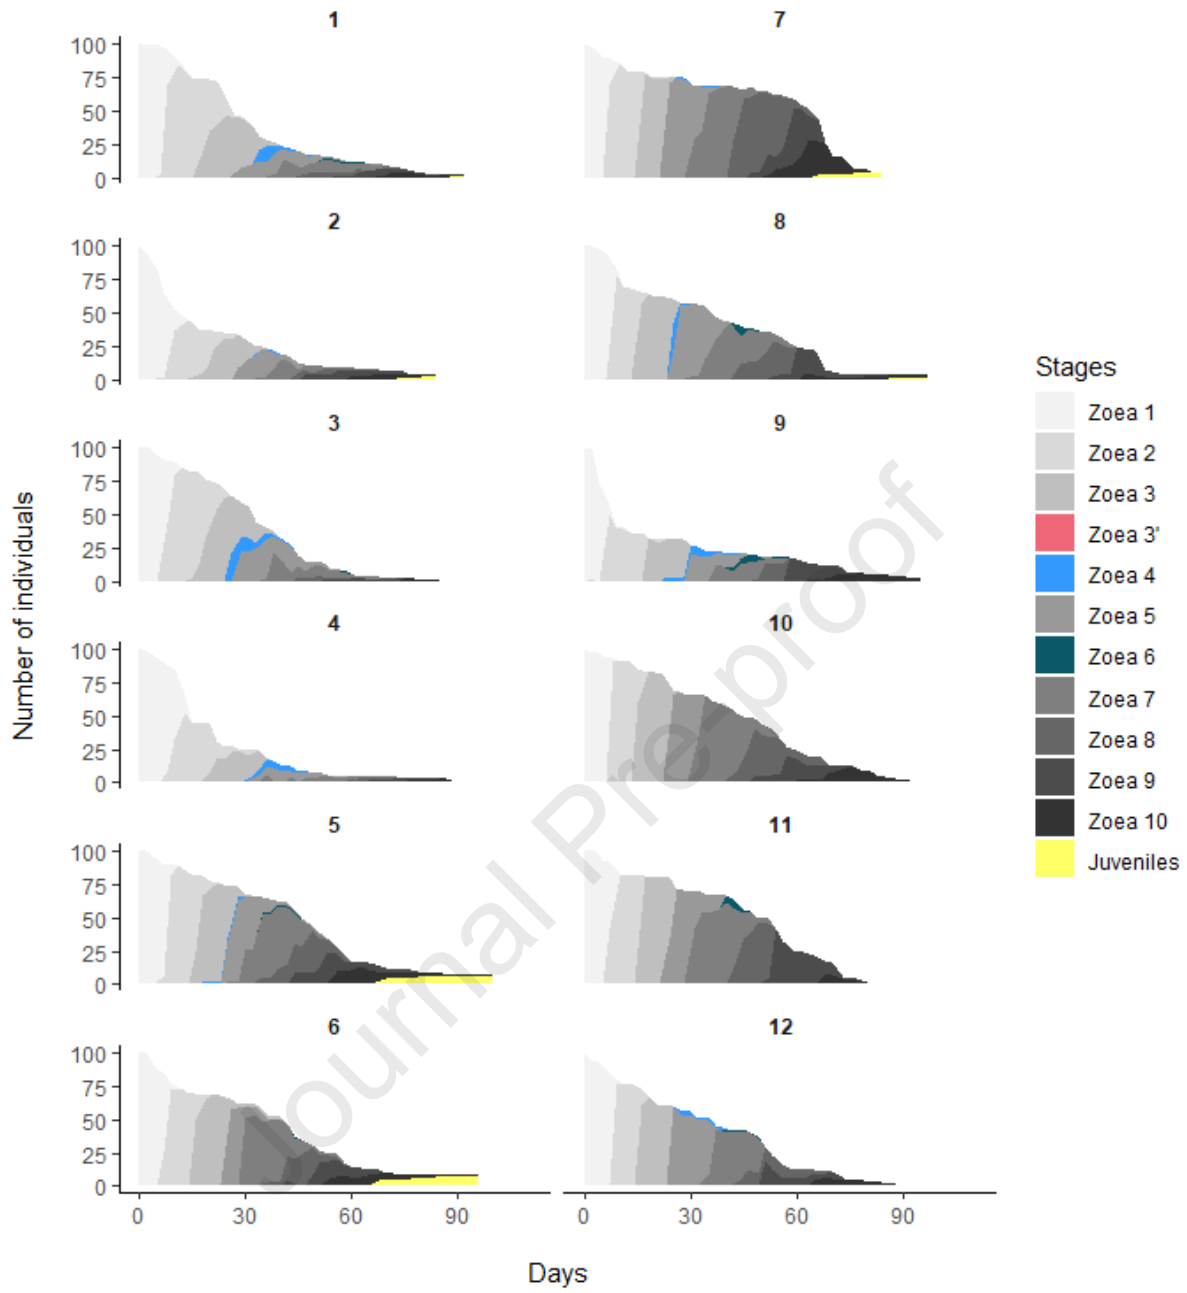 1
7
100
75
50
25
0
2
8
100
75
50
25
0
3
9
100
75
50
25
0
4
10
100
75
50
25
0
5
11
100
75
50
25
0
6
12
100
75
50
25
0
0 30 60 90
0 30 60 90
Days
Number of individuals
Stages
Zoea 1
Zoea 2
Zoea 3
Zoea 3'
Zoea 4
Zoea 5
Zoea 6
Zoea 7
Zoea 8
Zoea 9
Zoea 10
Juveniles
Journal Pre-proof